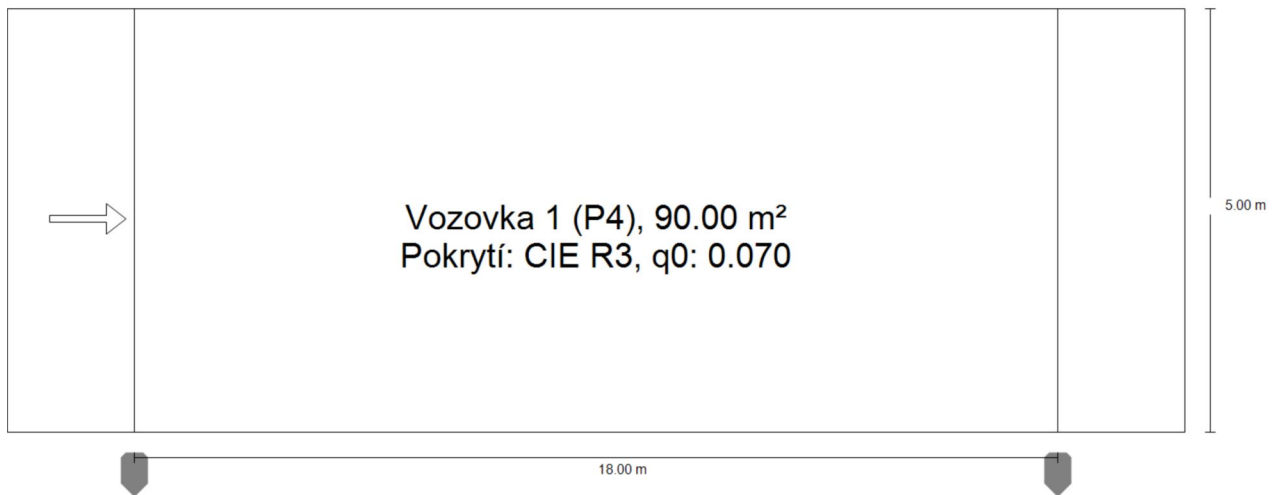 Vozovka 1 (P4), 90.00 m²
Pokrytí: CIE R3, q0: 0.070
5.00 m
18.00 m